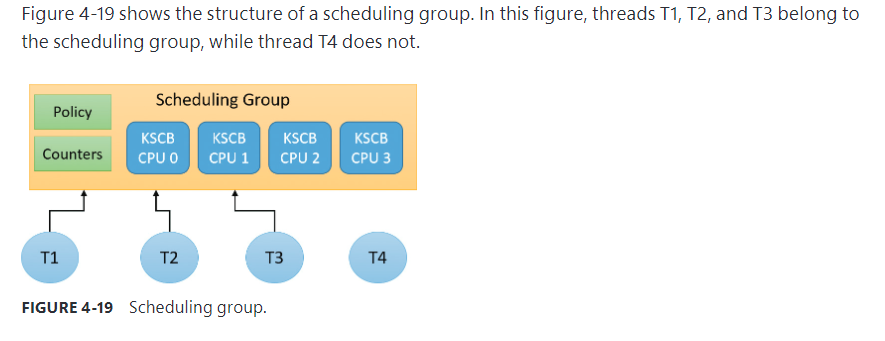 Figure 4-19 shows the structure of a scheduling group. In this figure, threads T1, T2, and T3 belong to
the scheduling group, while thread T4 does not.
Scheduling Group
Policy
Counters
KSCB
CPU 0
KSCB
CPU 1
KSCB
CPU 2
KSCB
CPU 3
T1
T2
T3
T4
FIGURE 4-19 Scheduling group.